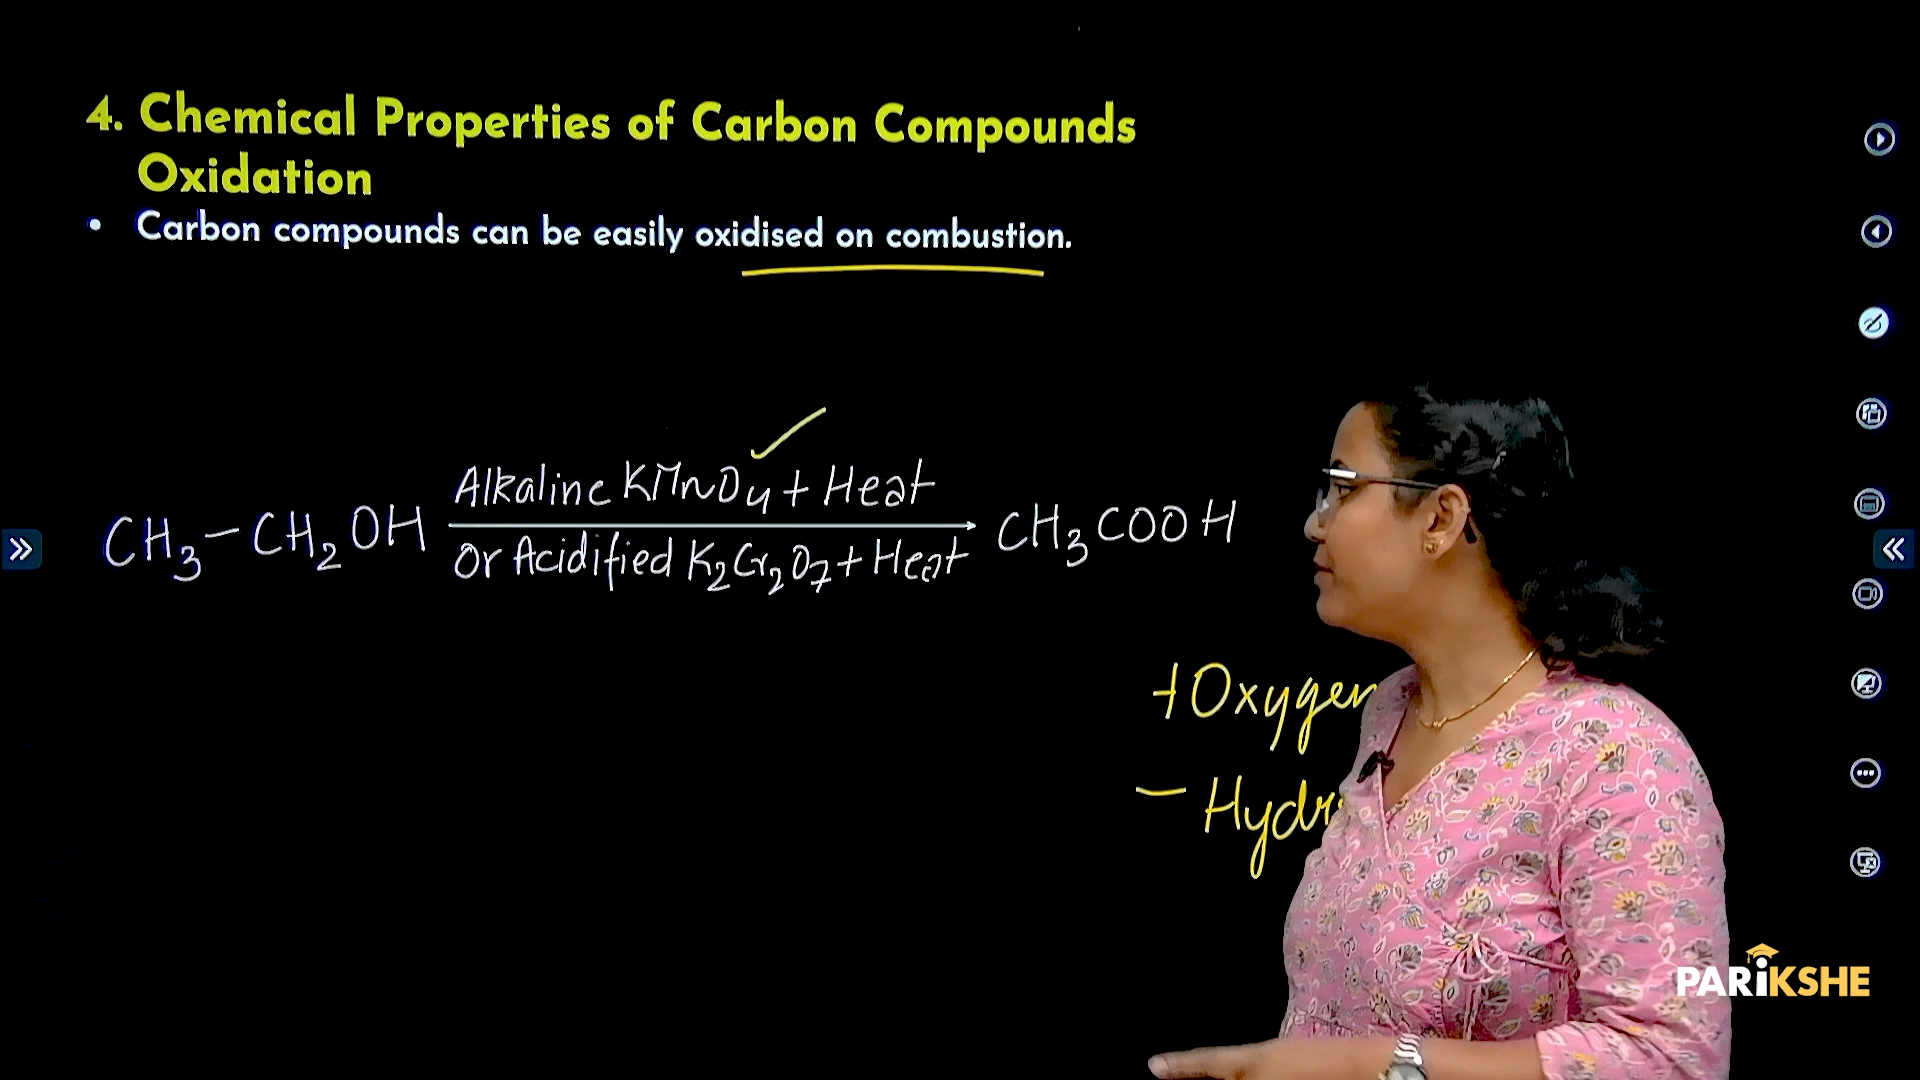 4. Chemical Properties of Carbon Compounds
Oxidation
• Carbon compounds can be easily oxidised on combustion.
Alkaline KMnO4 + Heat
CH3-CH2OH
CH3COOH
Or Acidified K2Cr2O7 + Heat
+ Oxygen
-
PARIKSHE